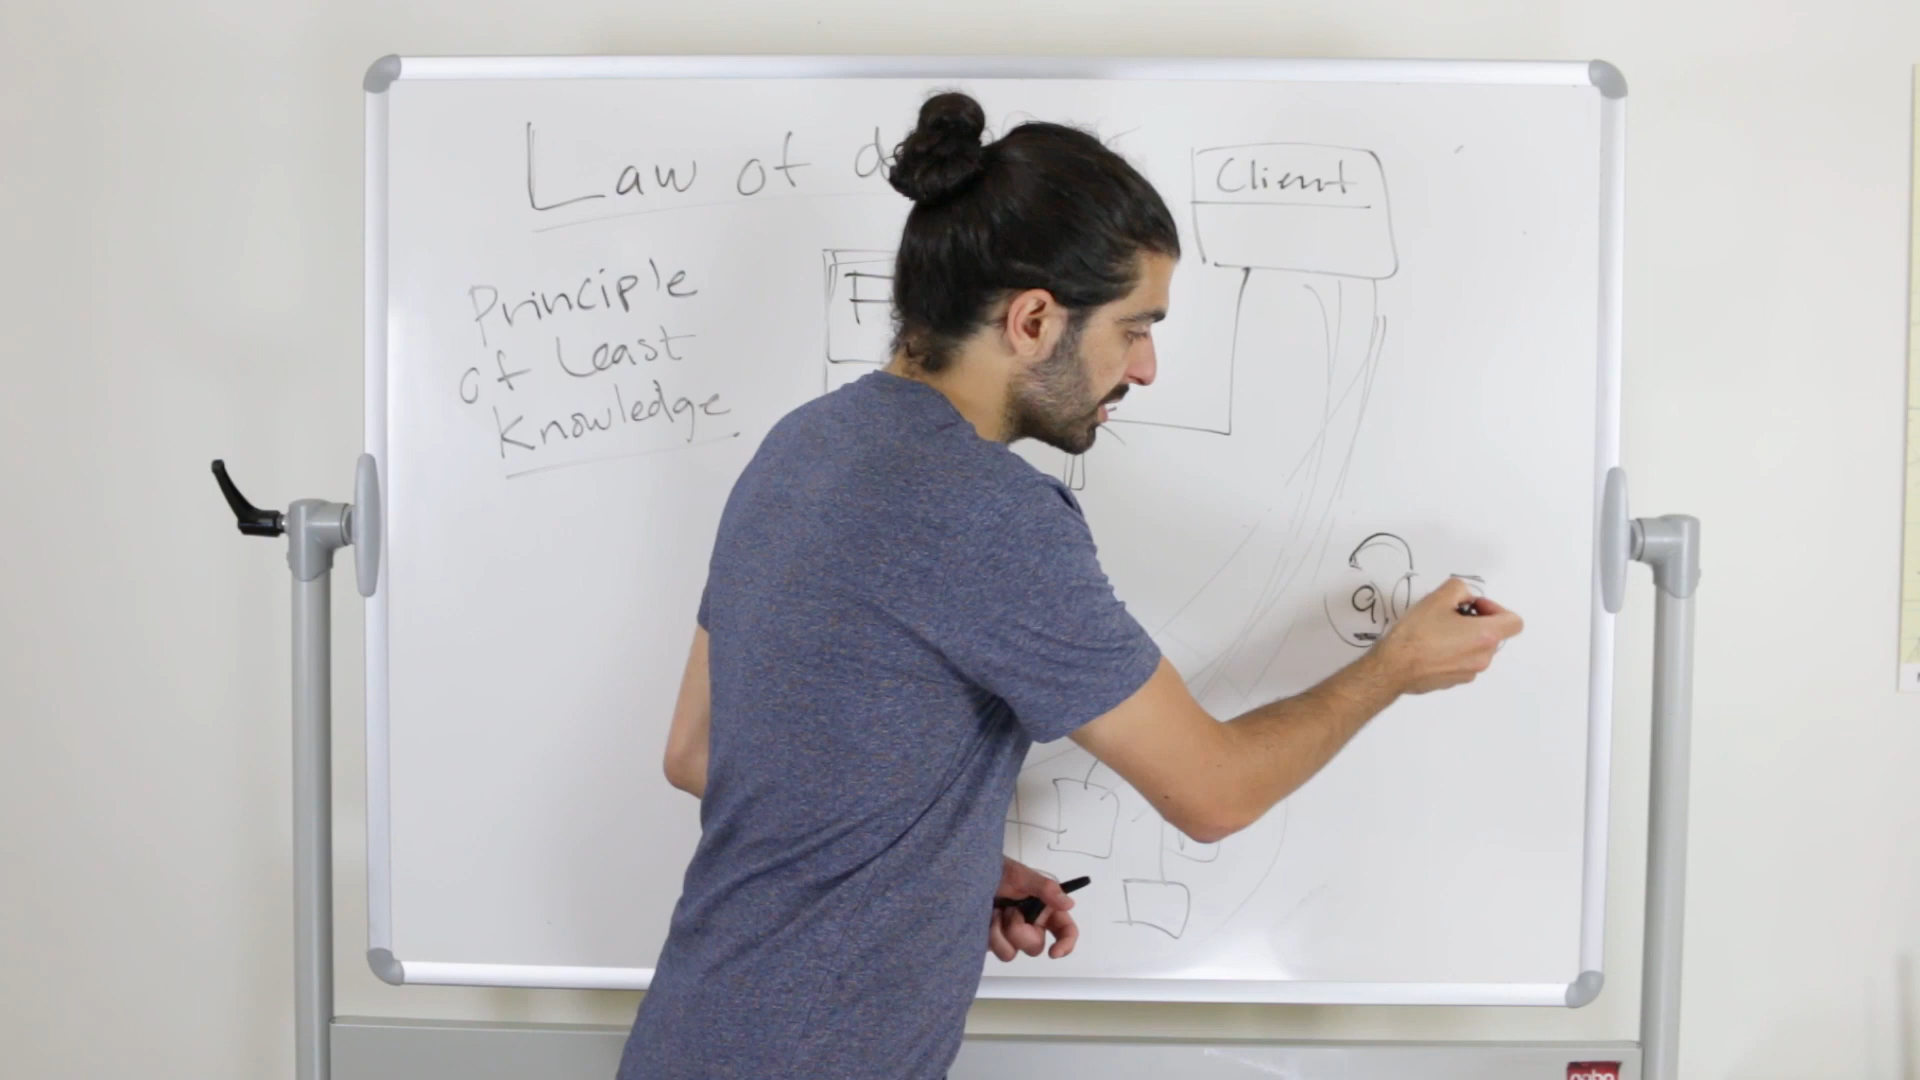 Law of
Client
Principle
of Least
Knowledge
a